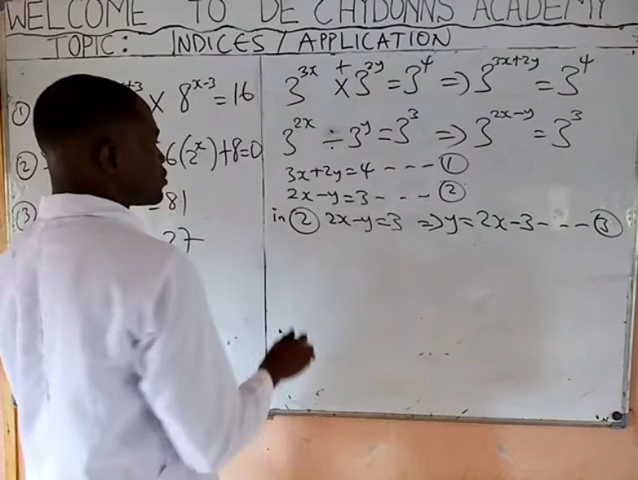 WELCOME TO DE CHYDONNS ACADEMY
TOPIC: INDICES / APPLICATION
① +3 × 8^(x-3) = 16
② 6(2^x) + 8 = 0
③ = 81
27
3^(3x) × 3^(2y) = 3^4 ⇒ 3^(3x+2y) = 3^4
3^(2x) ÷ 3^y = 3^3 ⇒ 3^(2x-y) = 3^3
3x+2y=4 ---- ①
2x-y=3 - - - ②
in ② 2x-y=3 ⇒ y=2x-3 - - - ③